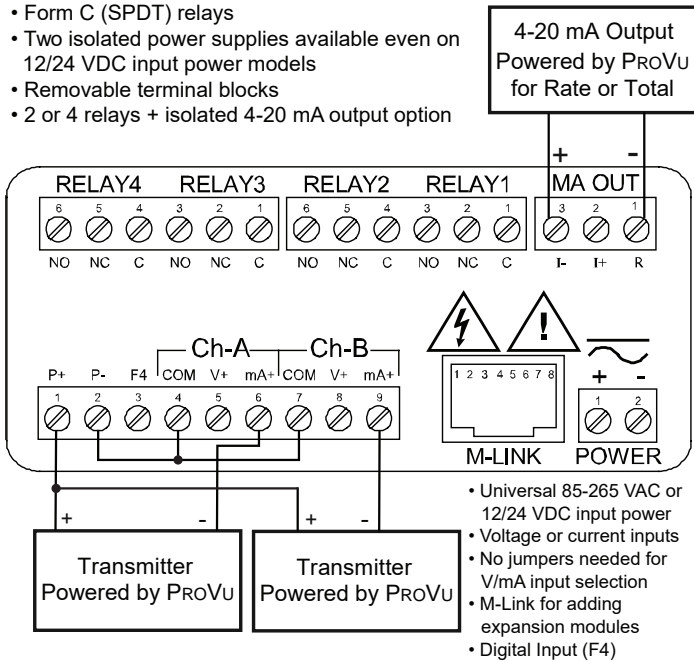 • Form C (SPDT) relays
• Two isolated power supplies available even on
12/24 VDC input power models
• Removable terminal blocks
• 2 or 4 relays + isolated 4-20 mA output option
4-20 mA Output
Powered by PROVU
for Rate or Total
+ -
RELAY4 RELAY3 RELAY2 RELAY1 MA OUT
6 5 4 3 2 1 6 5 4 3 2 1 3 2 1
NO NC C NO NC C NO NC C NO NC C I- I+ R
Ch-A Ch-B
P+ P- F4 COM V+ mA+ COM V+ mA+
1 2 3 4 5 6 7 8 9
!
1 2 3 4 5 6 7 8
M-LINK
+ -
1 2
POWER
+ - + -
Transmitter
Powered by PROVU
Transmitter
Powered by PROVU
• Universal 85-265 VAC or
12/24 VDC input power
• Voltage or current inputs
• No jumpers needed for
V/mA input selection
• M-Link for adding
expansion modules
• Digital Input (F4)